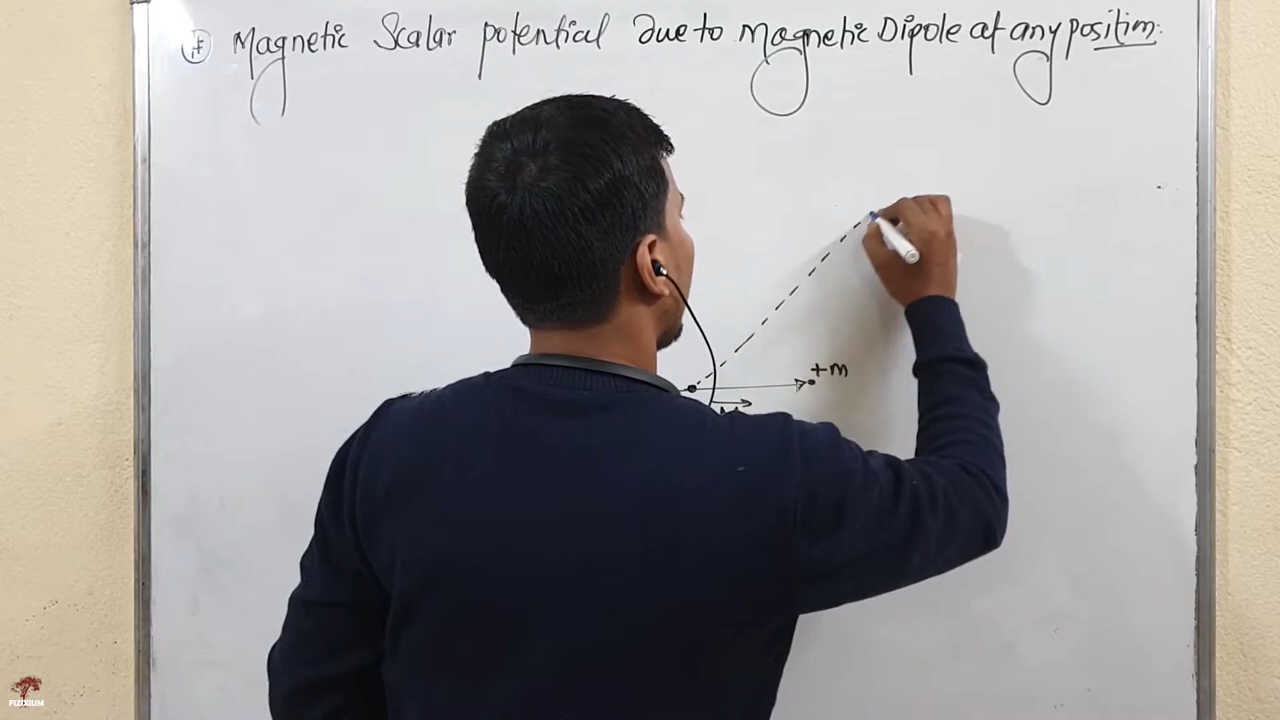 # Magnetic Scalar potential Due to Magnetic Dipole at any position:
+m
M
FIZIXIUM